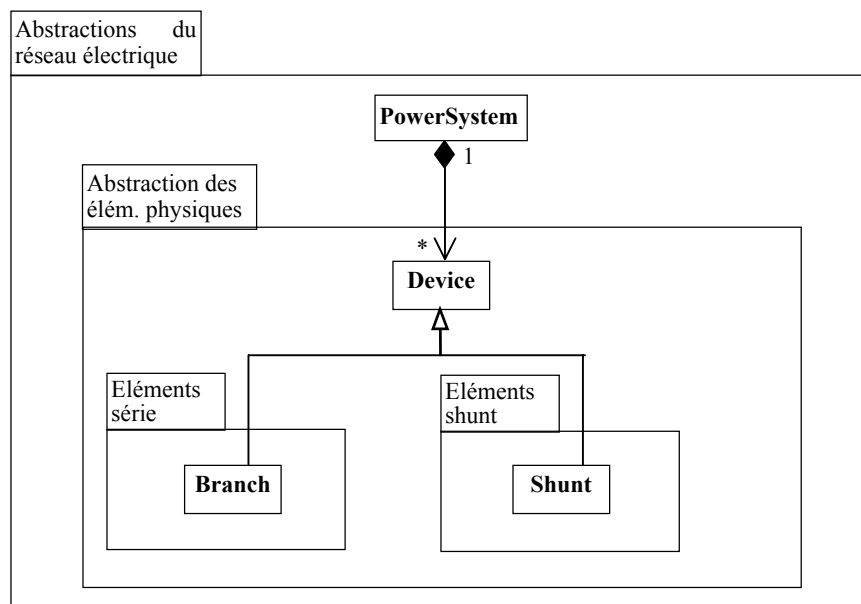 Abstractions du
réseau électrique
PowerSystem
1
Abstraction des
élém. physiques
*
Device
Eléments
série
Eléments
shunt
Branch
Shunt